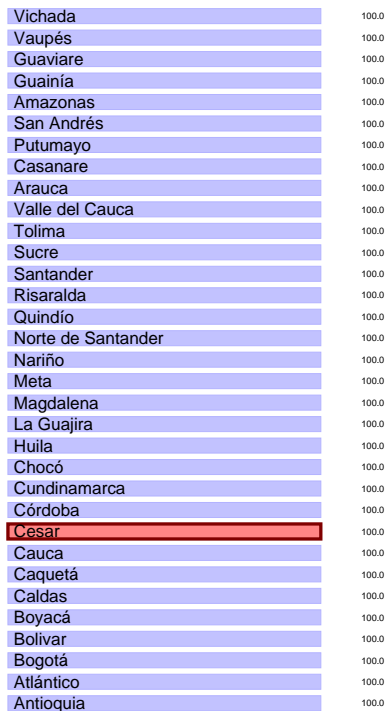 Vichada 100.0
Vaupés 100.0
Guaviare 100.0
Guainía 100.0
Amazonas 100.0
San Andrés 100.0
Putumayo 100.0
Casanare 100.0
Arauca 100.0
Valle del Cauca 100.0
Tolima 100.0
Sucre 100.0
Santander 100.0
Risaralda 100.0
Quindío 100.0
Norte de Santander 100.0
Nariño 100.0
Meta 100.0
Magdalena 100.0
La Guajira 100.0
Huila 100.0
Chocó 100.0
Cundinamarca 100.0
Córdoba 100.0
Cesar 100.0
Cauca 100.0
Caquetá 100.0
Caldas 100.0
Boyacá 100.0
Bolivar 100.0
Bogotá 100.0
Atlántico 100.0
Antioquia 100.0